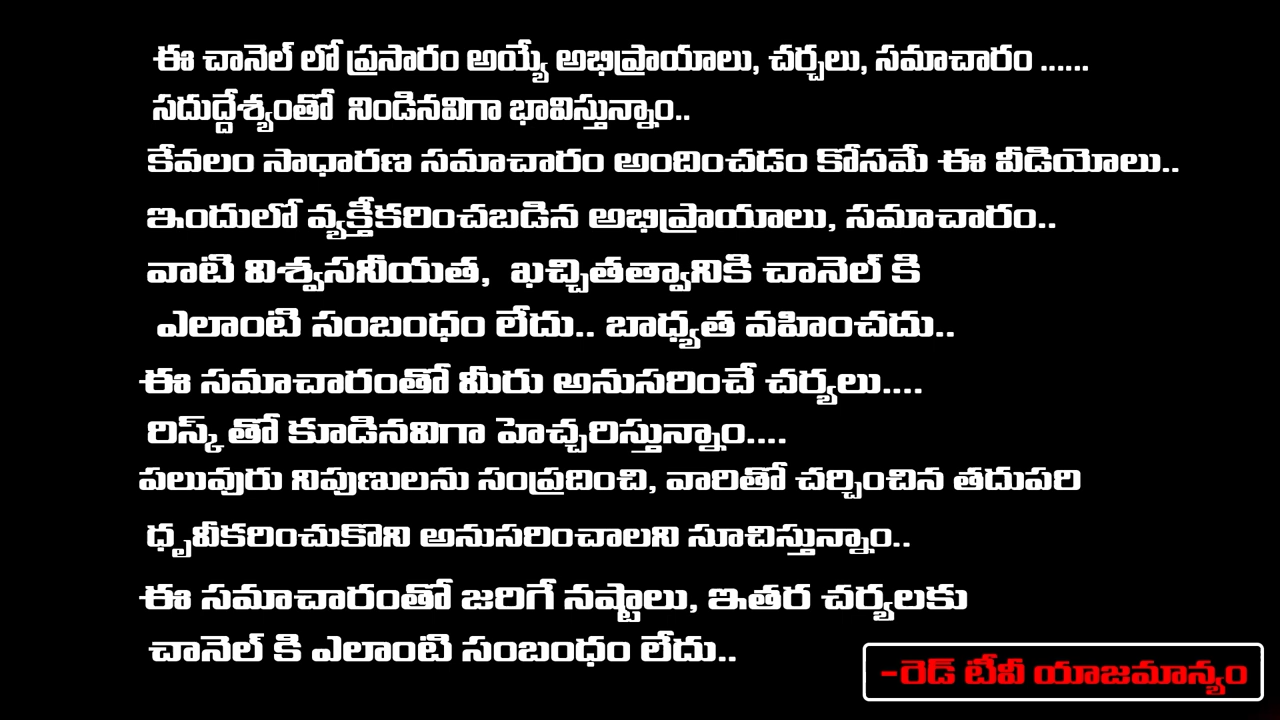 ఈ చానెల్ లో ప్రసారం అయ్యే అభిప్రాయాలు, చర్చలు, సమాచారం ......
సదుద్దేశ్యంతో నిండినవిగా భావిస్తున్నాం..
కేవలం సాధారణ సమాచారం అందించడం కోసమే ఈ వీడియోలు..
ఇందులో వ్యక్తీకరించబడిన అభిప్రాయాలు, సమాచారం..
వాటి విశ్వసనీయత, ఖచ్చితత్వానికి చానెల్ కి
ఎలాంటి సంబంధం లేదు.. బాధ్యత వహించదు..
ఈ సమాచారంతో మీరు అనుసరించే చర్యలు....
రిస్క్ తో కూడినవిగా హెచ్చరిస్తున్నాం....
పలువురు నిపుణులను సంప్రదించి, వారితో చర్చించిన తదుపరి
ధృవీకరించుకొని అనుసరించాలని సూచిస్తున్నాం..
ఈ సమాచారంతో జరిగే నష్టాలు, ఇతర చర్యలకు
చానెల్ కి ఎలాంటి సంబంధం లేదు..
-రెడ్ టీవీ యాజమాన్యం